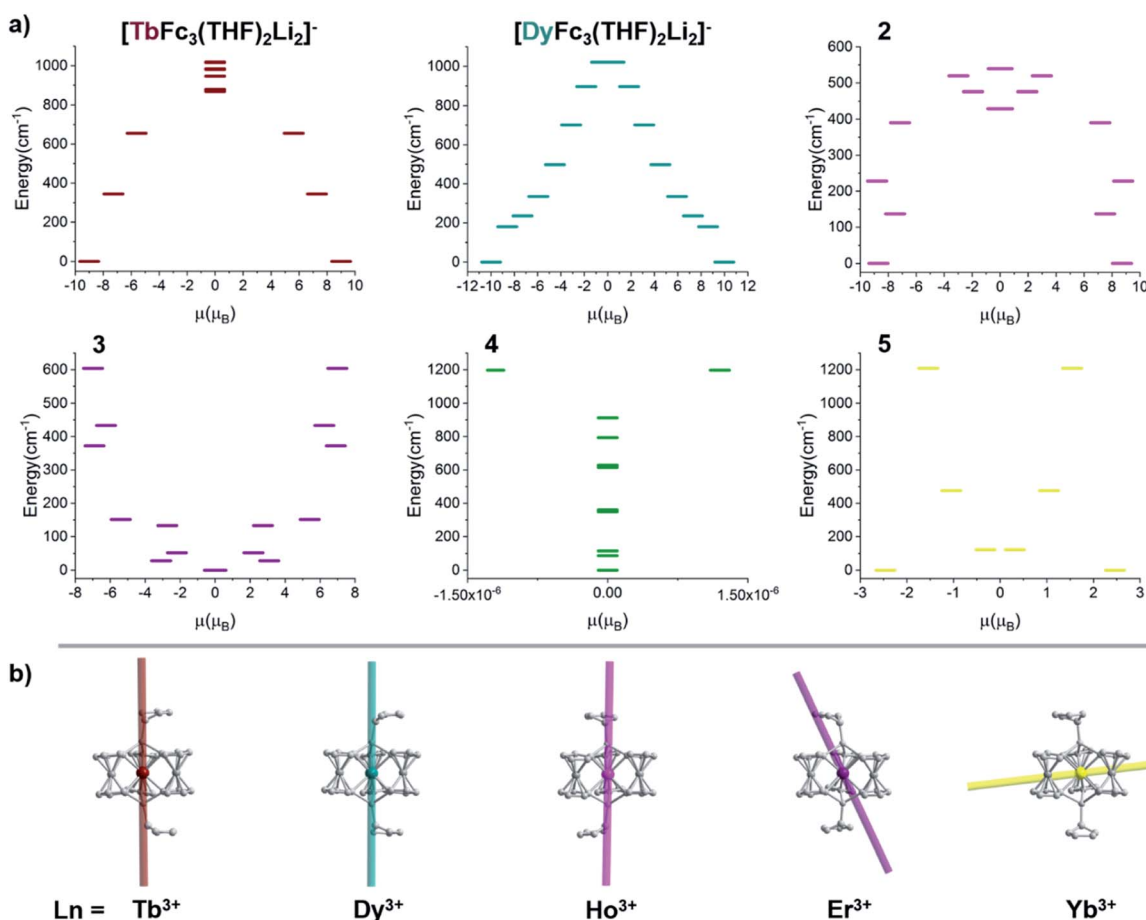 a)
[TbFc₃(THF)₂Li₂]⁻
[DyFc₃(THF)₂Li₂]⁻
2
Energy(cm⁻¹)
1000
800
600
400
200
0
-10 -8 -6 -4 -2 0 2 4 6 8 10
μ(μB)
Energy(cm⁻¹)
1000
800
600
400
200
0
-12 -10 -8 -6 -4 -2 0 2 4 6 8 10 12
μ(μB)
Energy(cm⁻¹)
600
500
400
300
200
100
0
-10 -8 -6 -4 -2 0 2 4 6 8 10
μ(μB)
3
Energy(cm⁻¹)
600
500
400
300
200
100
0
-8 -6 -4 -2 0 2 4 6 8
μ(μB)
4
Energy(cm⁻¹)
1200
1000
800
600
400
200
0
-1.50x10⁻⁶ 0.00 1.50x10⁻⁶
μ(μB)
5
Energy(cm⁻¹)
1200
1000
800
600
400
200
0
-3 -2 -1 0 1 2 3
μ(μB)
b)
Ln = Tb³⁺ Dy³⁺ Ho³⁺ Er³⁺ Yb³⁺